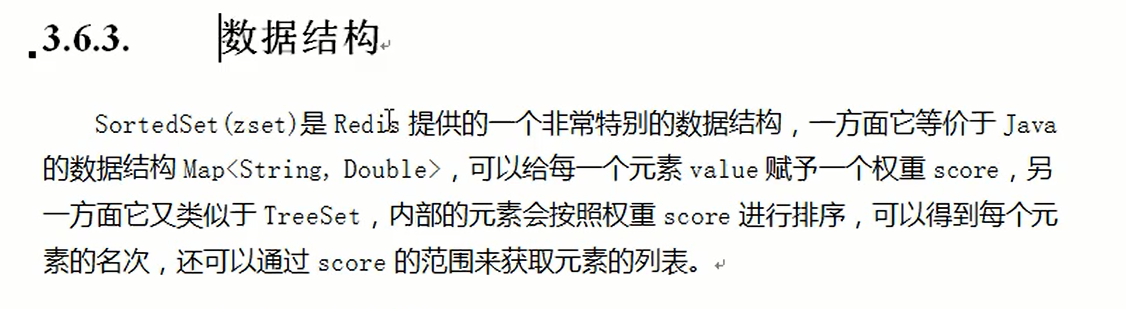 3.6.3. 数据结构
SortedSet(zset)是 Redis 提供的一个非常特别的数据结构，一方面它等价于 Java
的数据结构 Map<String, Double>，可以给每一个元素 value 赋予一个权重 score，另
一方面它又类似于 TreeSet，内部的元素会按照权重 score 进行排序，可以得到每个元
素的名次，还可以通过 score 的范围来获取元素的列表。